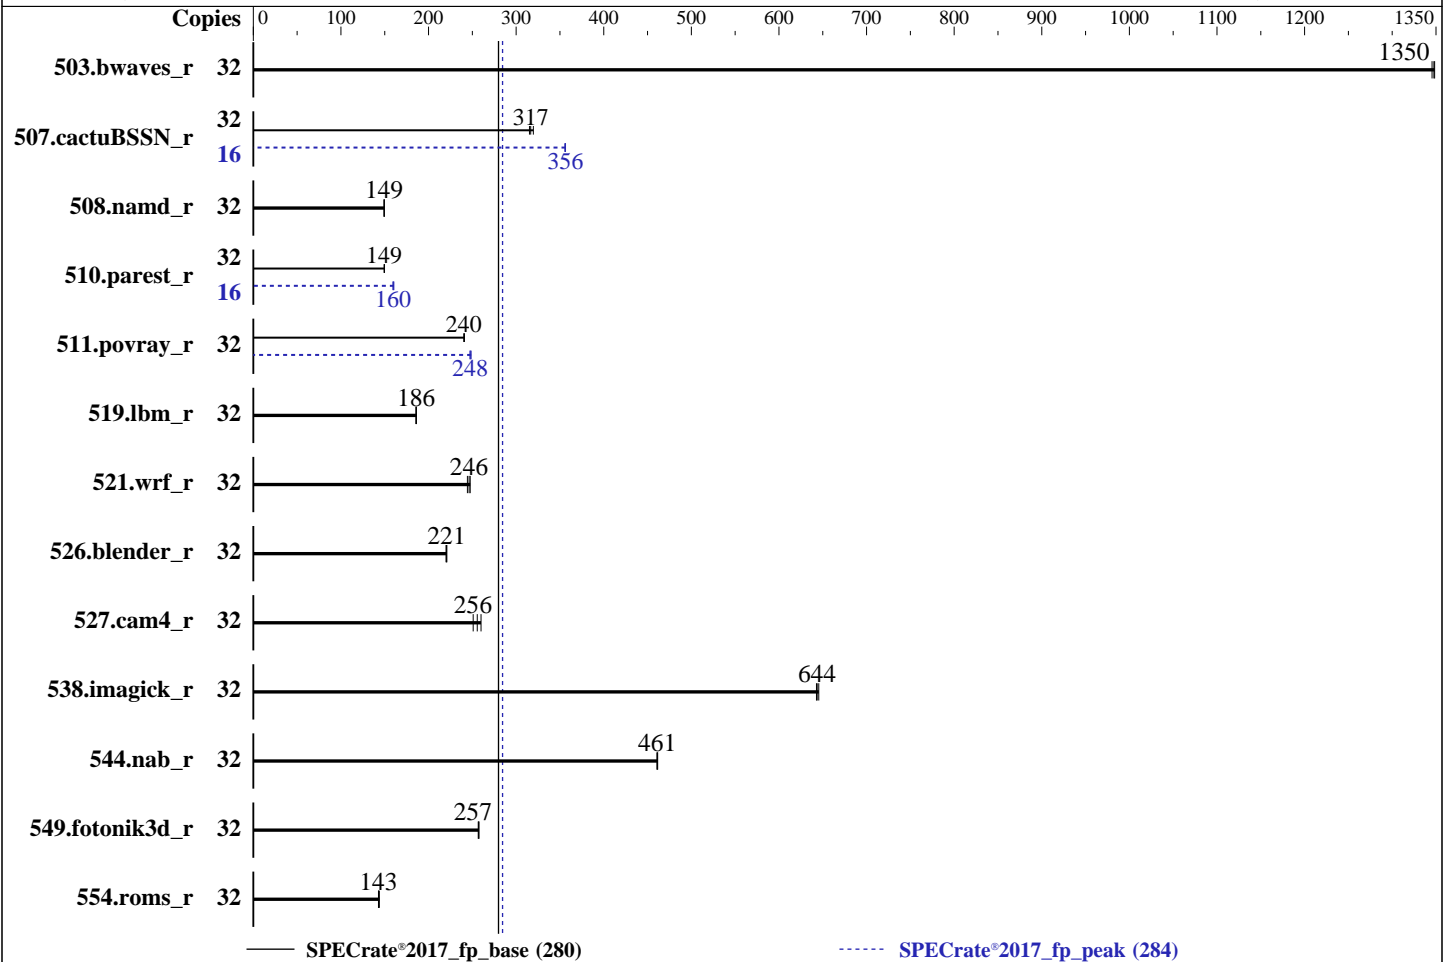 Copies 0 100 200 300 400 500 600 700 800 900 1000 1100 1200 1350
503.bwaves_r 32 1350
507.cactuBSSN_r 32 317
16 356
508.namd_r 32 149
510.parest_r 32 149
16 160
511.povray_r 32 240
248
519.lbm_r 32 186
521.wrf_r 32 246
526.blender_r 32 221
527.cam4_r 32 256
538.imagick_r 32 644
544.nab_r 32 461
549.fotonik3d_r 32 257
554.roms_r 32 143
SPECrate®2017_fp_base (280) SPECrate®2017_fp_peak (284)